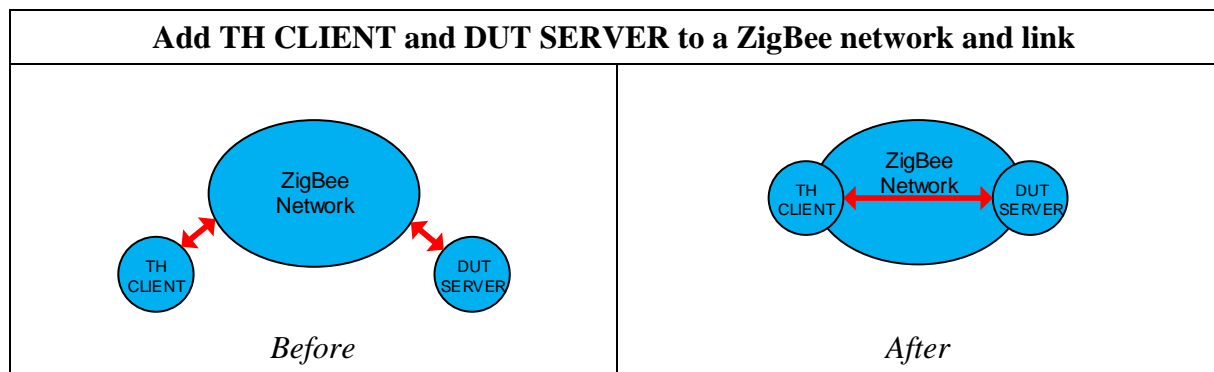 Add TH CLIENT and DUT SERVER to a ZigBee network and link
ZigBee
Network
TH
CLIENT
DUT
SERVER
Before
ZigBee
Network
TH
CLIENT
DUT
SERVER
After